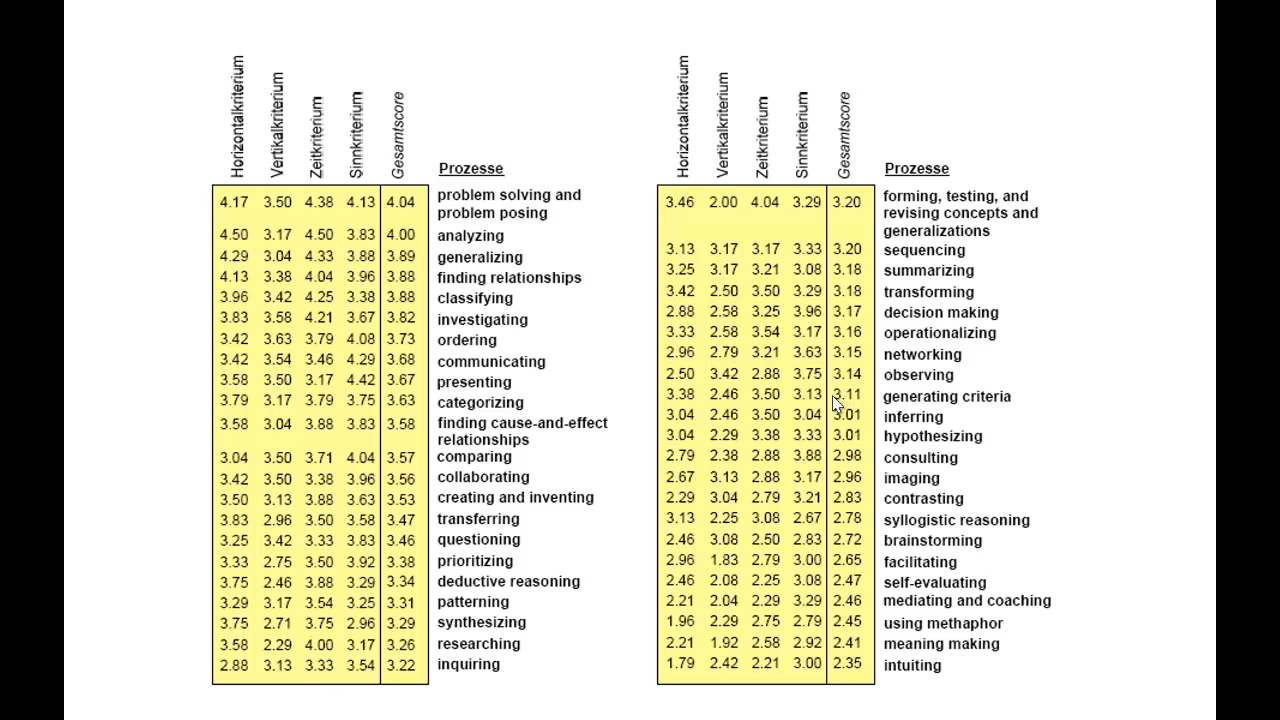 Horizontalkriterium Vertikalkriterium Zeitkriterium Sinnkriterium Gesamtscore Prozesse
4.17 3.50 4.38 4.13 4.04 problem solving and
problem posing
4.50 3.17 4.50 3.83 4.00 analyzing
4.29 3.04 4.33 3.88 3.89 generalizing
4.13 3.38 4.04 3.96 3.88 finding relationships
3.96 3.42 4.25 3.38 3.88 classifying
3.83 3.58 4.21 3.67 3.82 investigating
3.42 3.63 3.79 4.08 3.73 ordering
3.42 3.54 3.46 4.29 3.68 communicating
3.58 3.50 3.17 4.42 3.67 presenting
3.79 3.17 3.79 3.75 3.63 categorizing
3.58 3.04 3.88 3.83 3.58 finding cause-and-effect
relationships
3.04 3.50 3.71 4.04 3.57 comparing
3.42 3.50 3.38 3.96 3.56 collaborating
3.50 3.13 3.88 3.63 3.53 creating and inventing
3.83 2.96 3.50 3.58 3.47 transferring
3.25 3.42 3.33 3.83 3.46 questioning
3.33 2.75 3.50 3.92 3.38 prioritizing
3.75 2.46 3.88 3.29 3.34 deductive reasoning
3.29 3.17 3.54 3.25 3.31 patterning
3.75 2.71 3.75 2.96 3.29 synthesizing
3.58 2.29 4.00 3.17 3.26 researching
2.88 3.13 3.33 3.54 3.22 inquiring
Horizontalkriterium Vertikalkriterium Zeitkriterium Sinnkriterium Gesamtscore Prozesse
3.46 2.00 4.04 3.29 3.20 forming, testing, and
revising concepts and
generalizations
3.13 3.17 3.17 3.33 3.20 sequencing
3.25 3.17 3.21 3.08 3.18 summarizing
3.42 2.50 3.50 3.29 3.18 transforming
2.88 2.58 3.25 3.96 3.17 decision making
3.33 2.58 3.54 3.17 3.16 operationalizing
2.96 2.79 3.21 3.63 3.15 networking
2.50 3.42 2.88 3.75 3.14 observing
3.38 2.46 3.50 3.13 3.11 generating criteria
3.04 2.46 3.50 3.04 3.01 inferring
3.04 2.29 3.38 3.33 3.01 hypothesizing
2.79 2.38 2.88 3.88 2.98 consulting
2.67 3.13 2.88 3.17 2.96 imaging
2.29 3.04 2.79 3.21 2.83 contrasting
3.13 2.25 3.08 2.67 2.78 syllogistic reasoning
2.46 3.08 2.50 2.83 2.72 brainstorming
2.96 1.83 2.79 3.00 2.65 facilitating
2.46 2.08 2.25 3.08 2.47 self-evaluating
2.21 2.04 2.29 3.29 2.46 mediating and coaching
1.96 2.29 2.75 2.79 2.45 using methaphor
2.21 1.92 2.58 2.92 2.41 meaning making
1.79 2.42 2.21 3.00 2.35 intuiting